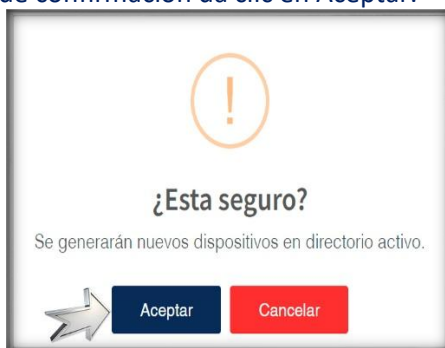 de confirmación da clic en Aceptar.
!
¿Esta seguro?
Se generarán nuevos dispositivos en directorio activo.
Aceptar Cancelar